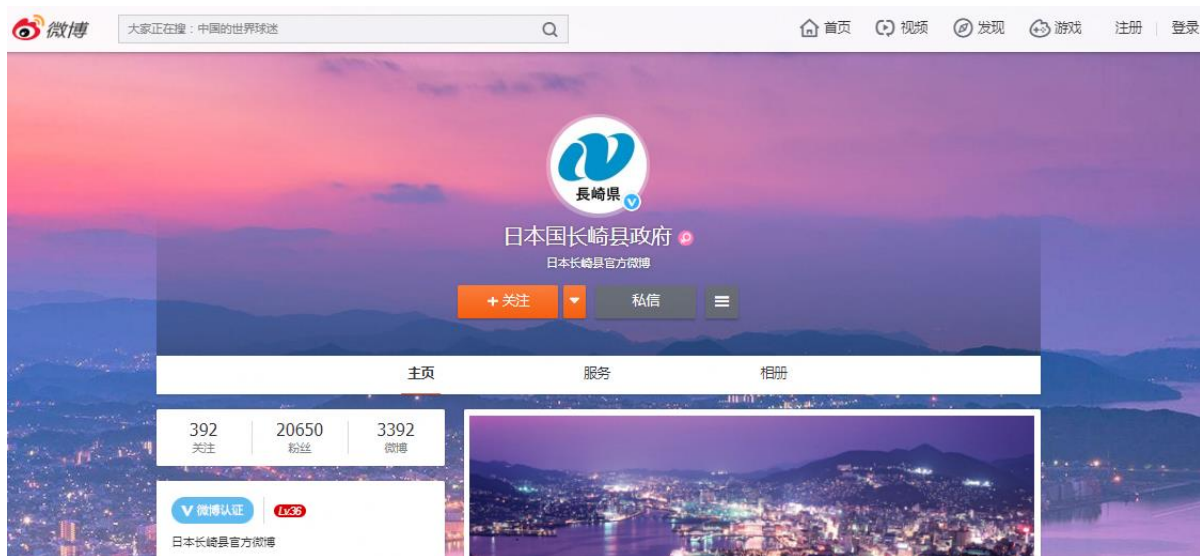 微博
大家正在搜：中国的世界球迷
首页 视频 发现 游戏 注册 登录
長崎県
日本国长崎县政府
日本长崎县官方微博
+ 关注 私信
主页 服务 相册
392 20650 3392
关注 粉丝 微博
V 微博认证 Lv.36
日本长崎县官方微博